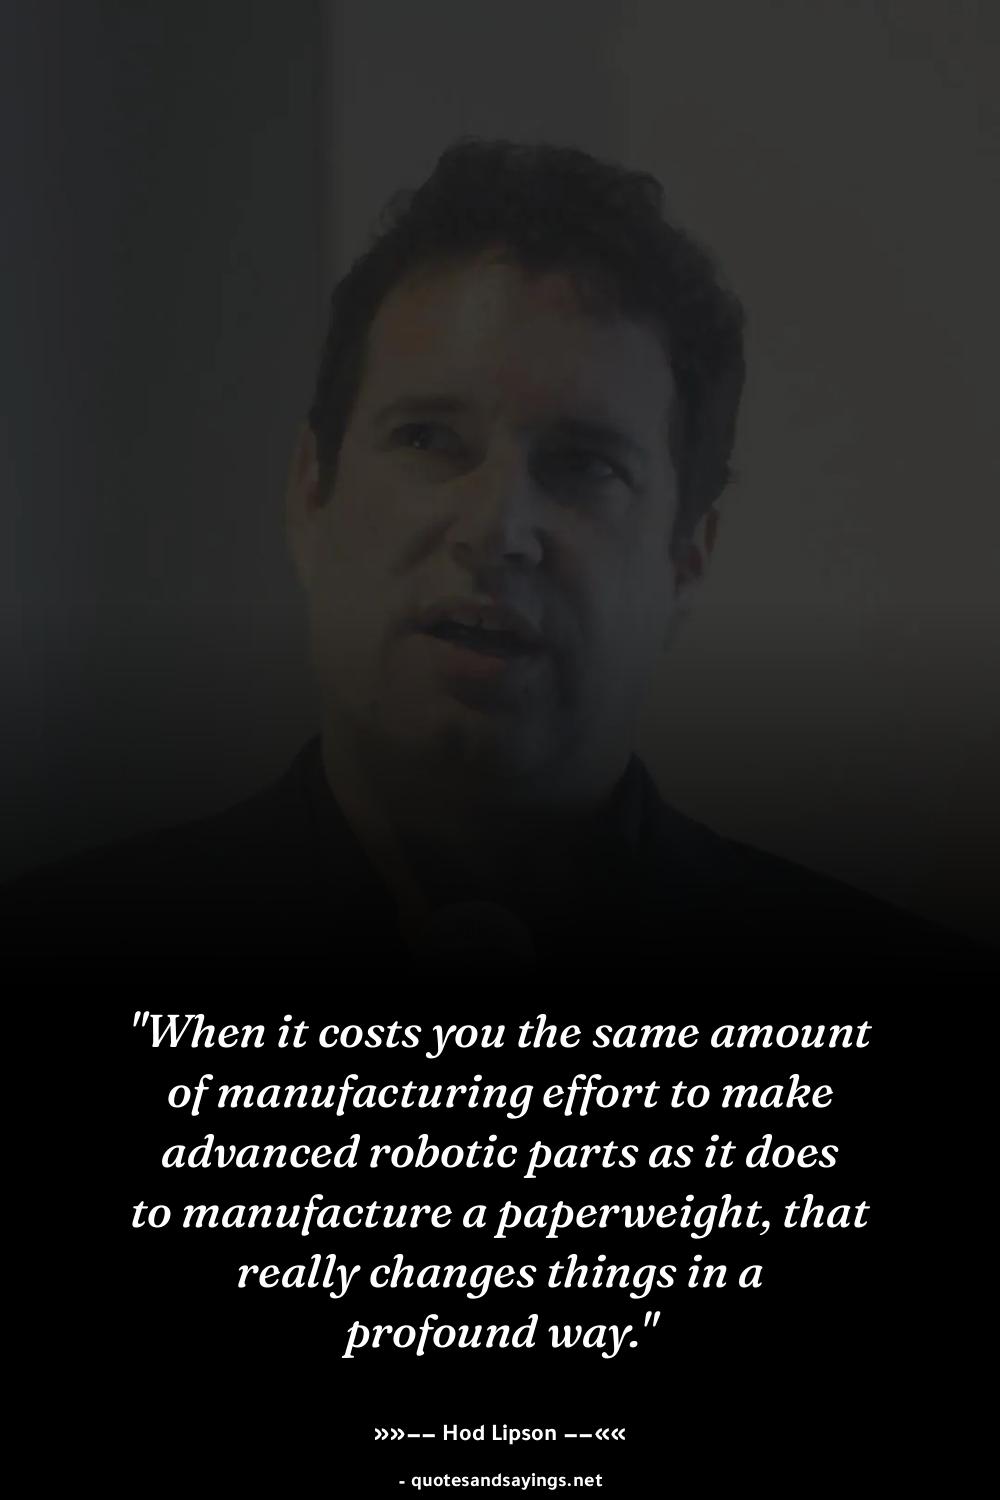 "When it costs you the same amount
of manufacturing effort to make
advanced robotic parts as it does
to manufacture a paperweight, that
really changes things in a
profound way."
»»–– Hod Lipson ––««
- quotesandsayings.net